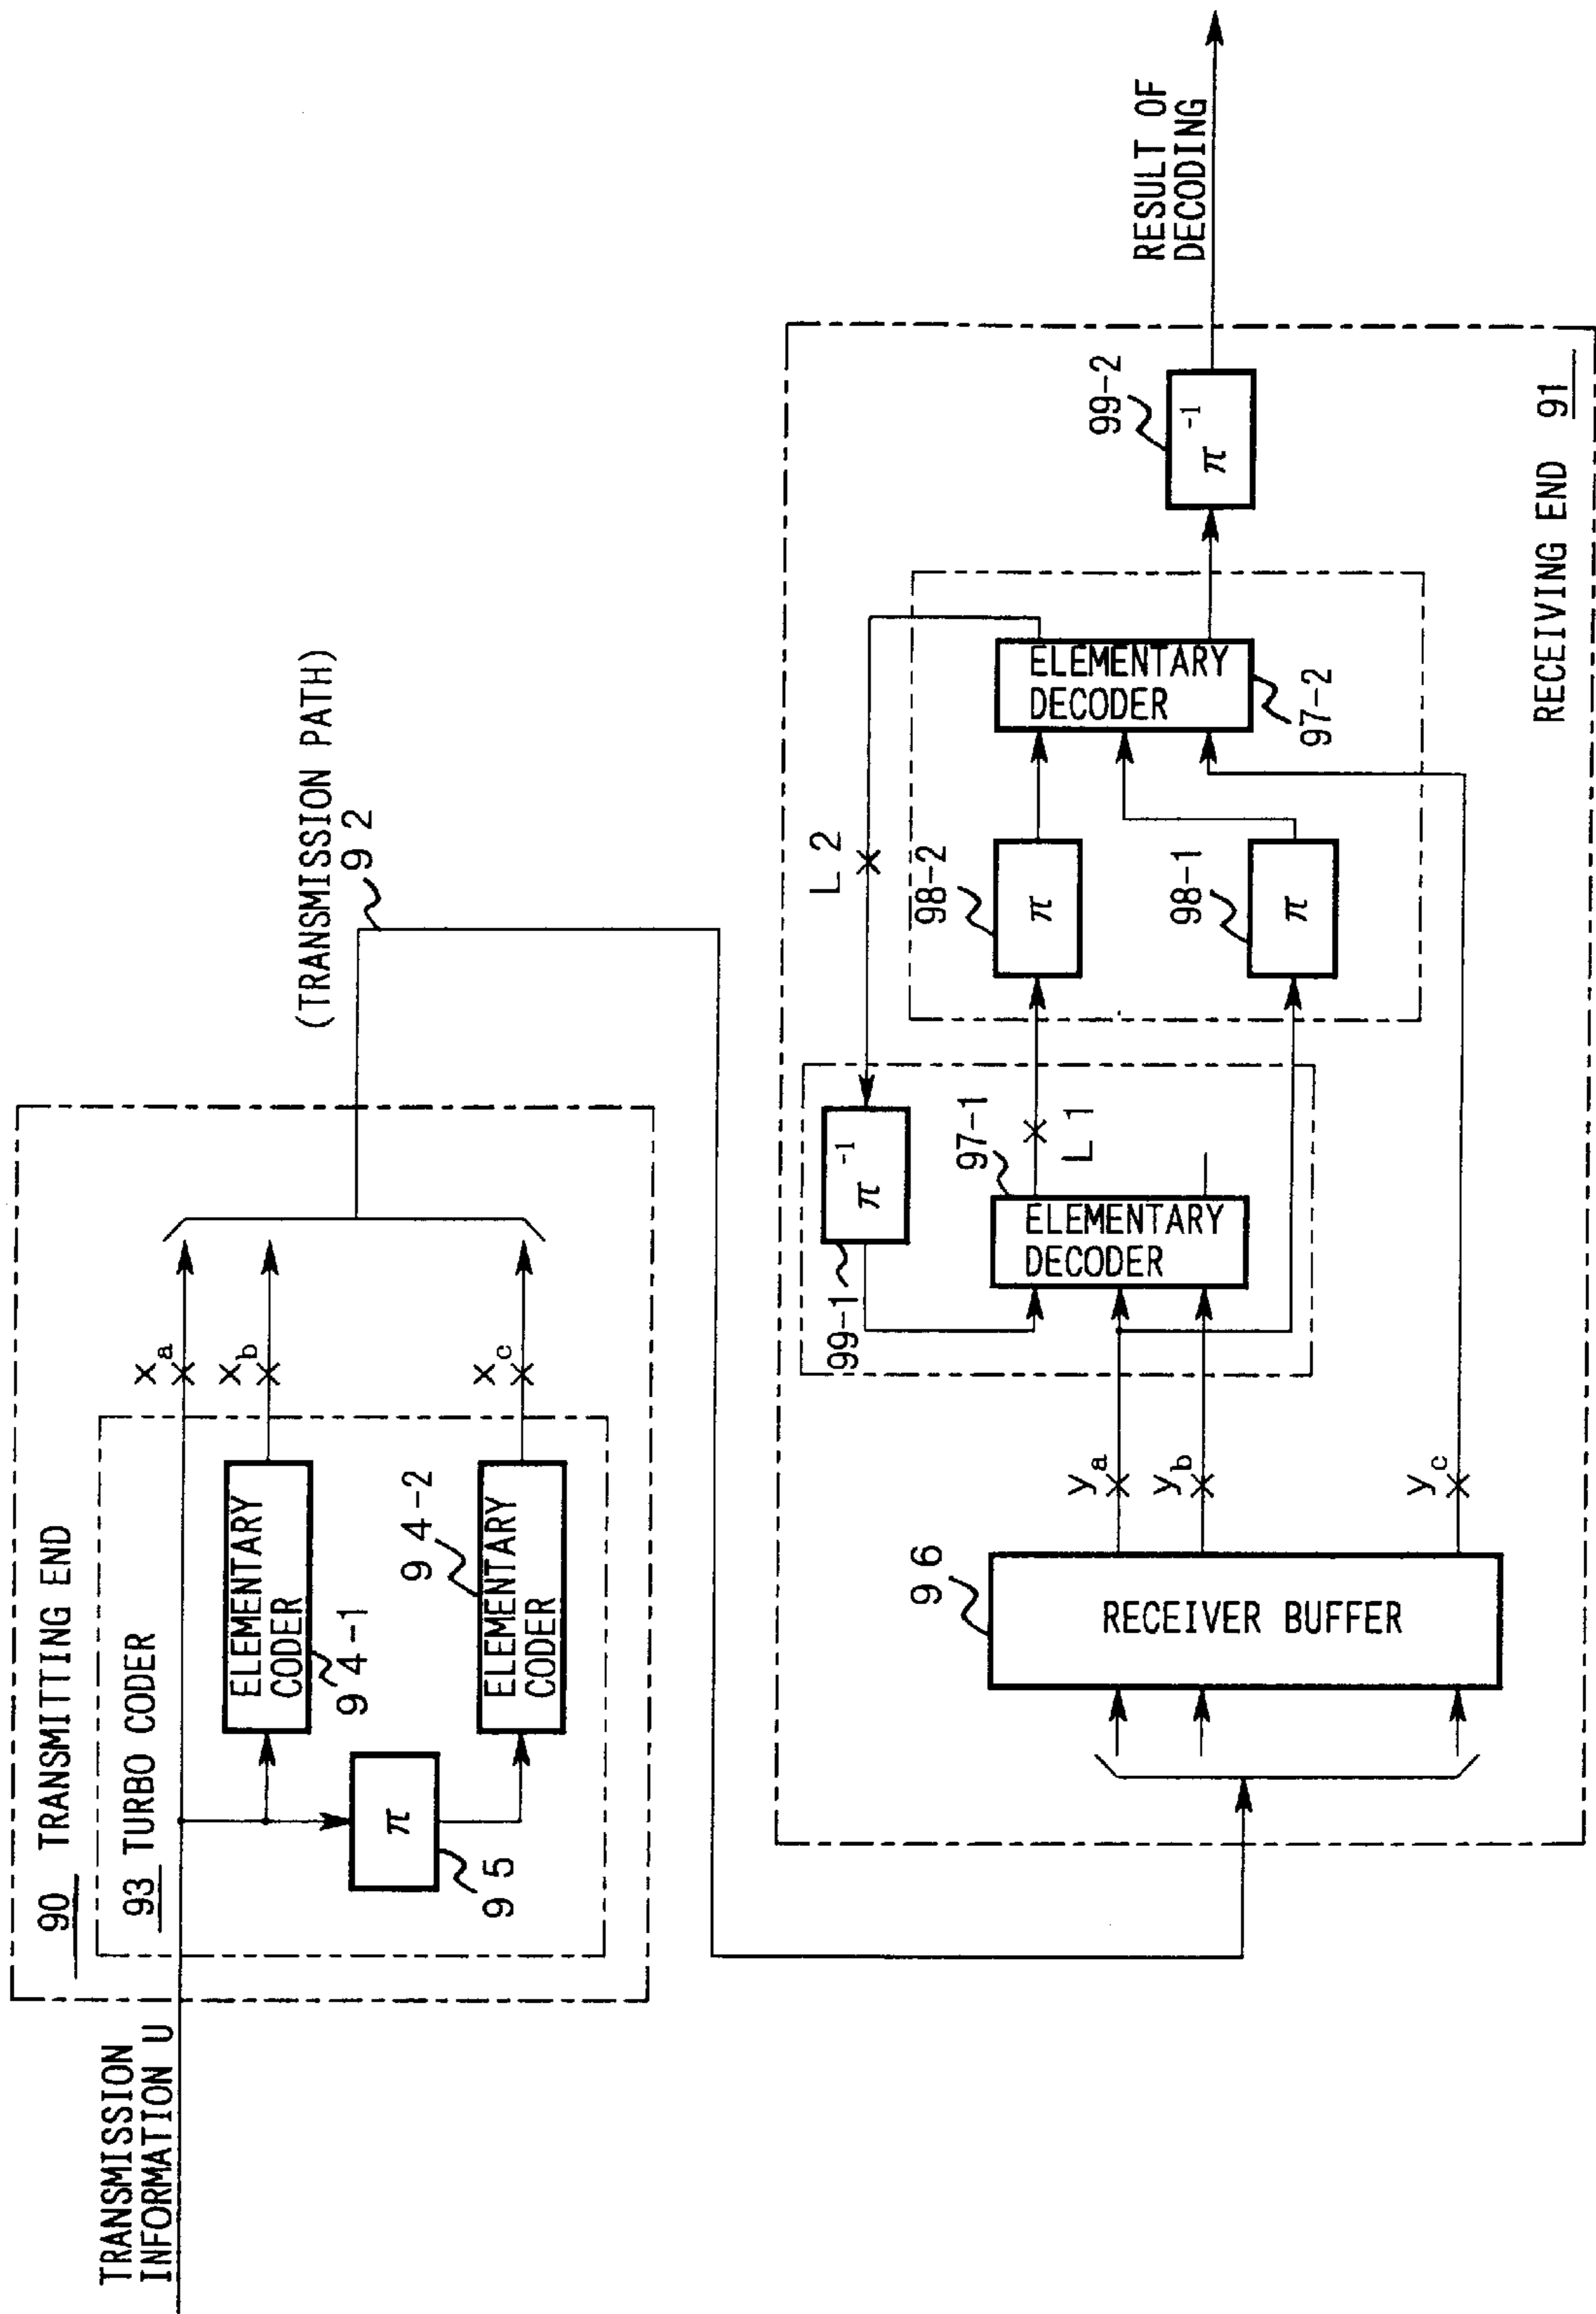 TRANSMISSION
INFORMATION U
90 TRANSMITTING END
93 TURBO CODER
ELEMENTARY
CODER
94-1
π
95
ELEMENTARY
CODER
94-2
xa
xb
xc
(TRANSMISSION PATH)
92
96
RECEIVER BUFFER
ya
yb
yc
99-1
π-1
ELEMENTARY
DECODER
97-1
L1
L2
98-2
π
98-1
π
ELEMENTARY
DECODER
97-2
99-2
π-1
RECEIVING END 91
RESULT OF
DECODING